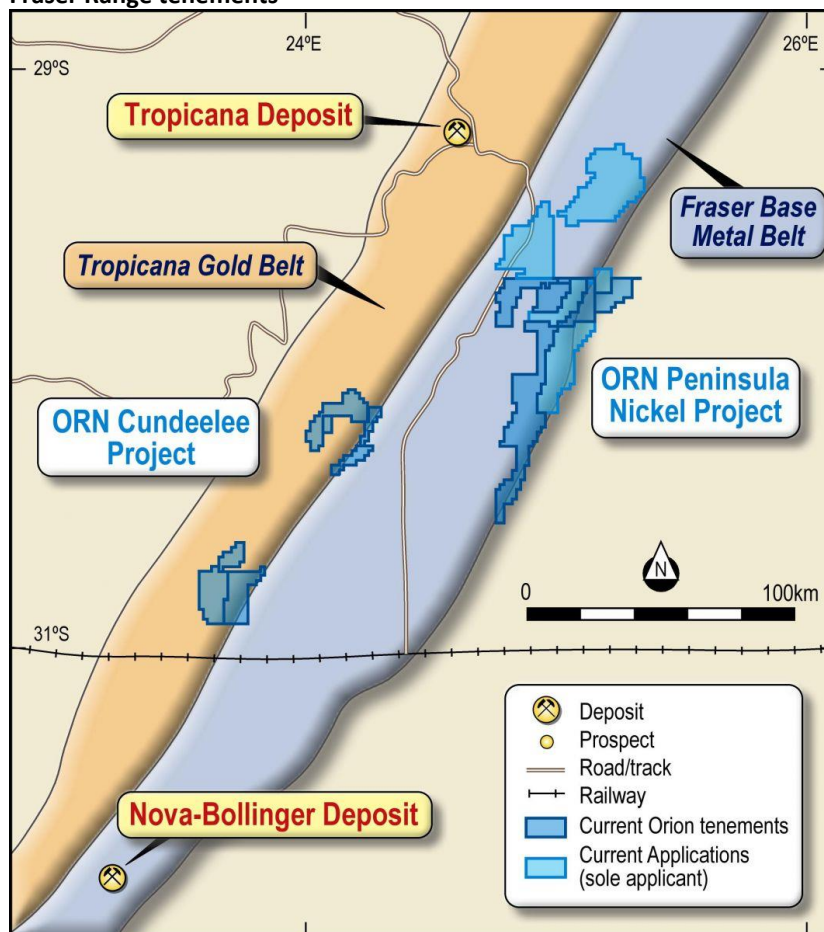 Fraser Range tenements
24ºE
26ºE
29ºS
Tropicana Deposit
Fraser Base
Metal Belt
Tropicana Gold Belt
ORN Peninsula
Nickel Project
ORN Cundeelee
Project
N
0
100km
31ºS
Deposit
Prospect
Road/track
Railway
Current Orion tenements
Current Applications
(sole applicant)
Nova-Bollinger Deposit